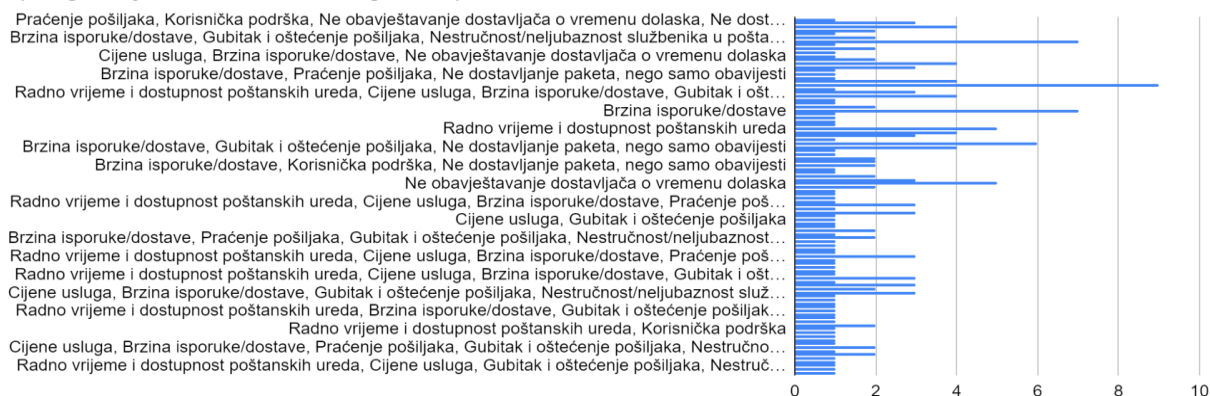 Praćenje pošiljaka, Korisnička podrška, Ne obavještavanje dostavljača o vremenu dolaska, Ne dost…
Brzina isporuke/dostave, Gubitak i oštećenje pošiljaka, Nestručnost/neljubaznost službenika u pošta…
Cijene usluga, Brzina isporuke/dostave, Ne obavještavanje dostavljača o vremenu dolaska
Brzina isporuke/dostave, Praćenje pošiljaka, Ne dostavljanje paketa, nego samo obavijesti
Radno vrijeme i dostupnost poštanskih ureda, Cijene usluga, Brzina isporuke/dostave, Gubitak i ošt…
Brzina isporuke/dostave
Radno vrijeme i dostupnost poštanskih ureda
Brzina isporuke/dostave, Gubitak i oštećenje pošiljaka, Ne dostavljanje paketa, nego samo obavijesti
Brzina isporuke/dostave, Korisnička podrška, Ne dostavljanje paketa, nego samo obavijesti
Ne obavještavanje dostavljača o vremenu dolaska
Radno vrijeme i dostupnost poštanskih ureda, Cijene usluga, Brzina isporuke/dostave, Praćenje poš…
Cijene usluga, Gubitak i oštećenje pošiljaka
Brzina isporuke/dostave, Praćenje pošiljaka, Gubitak i oštećenje pošiljaka, Nestručnost/neljubaznost…
Radno vrijeme i dostupnost poštanskih ureda, Cijene usluga, Brzina isporuke/dostave, Praćenje poš…
Radno vrijeme i dostupnost poštanskih ureda, Cijene usluga, Brzina isporuke/dostave, Gubitak i ošt…
Cijene usluga, Brzina isporuke/dostave, Gubitak i oštećenje pošiljaka, Nestručnost/neljubaznost služ…
Radno vrijeme i dostupnost poštanskih ureda, Brzina isporuke/dostave, Gubitak i oštećenje pošiljak…
Radno vrijeme i dostupnost poštanskih ureda, Korisnička podrška
Cijene usluga, Brzina isporuke/dostave, Praćenje pošiljaka, Gubitak i oštećenje pošiljaka, Nestručno…
Radno vrijeme i dostupnost poštanskih ureda, Cijene usluga, Gubitak i oštećenje pošiljaka, Nestruč…
0 2 4 6 8 10